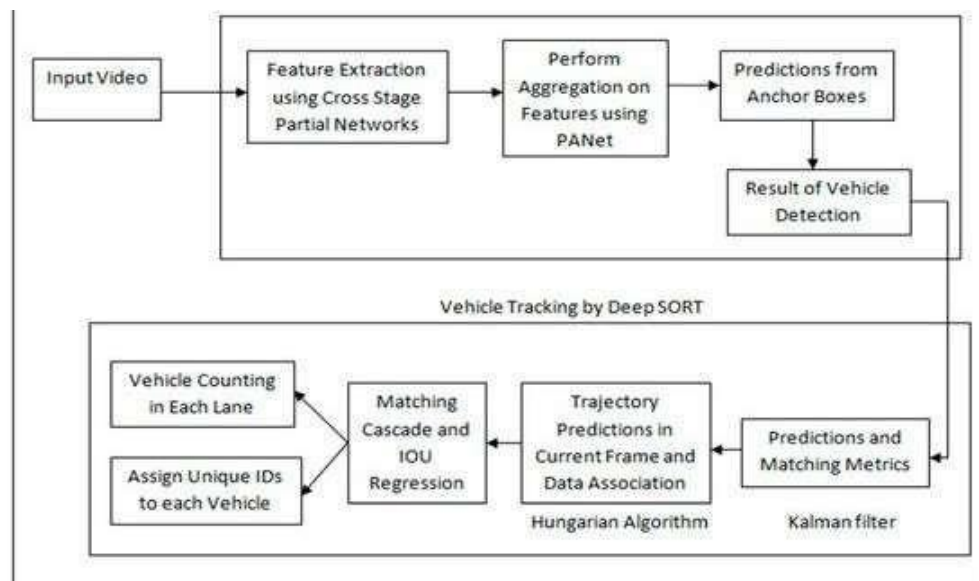 Input Video
Feature Extraction
using Cross Stage
Partial Networks
Perform
Aggregation on
Features using
PANet
Predictions from
Anchor Boxes
Result of Vehicle
Detection
Vehicle Tracking by Deep SORT
Vehicle Counting
in Each Lane
Assign Unique IDs
to each Vehicle
Matching
Cascade and
IOU
Regression
Trajectory
Predictions in
Current Frame and
Data Association
Hungarian Algorithm
Predictions and
Matching Metrics
Kalman filter